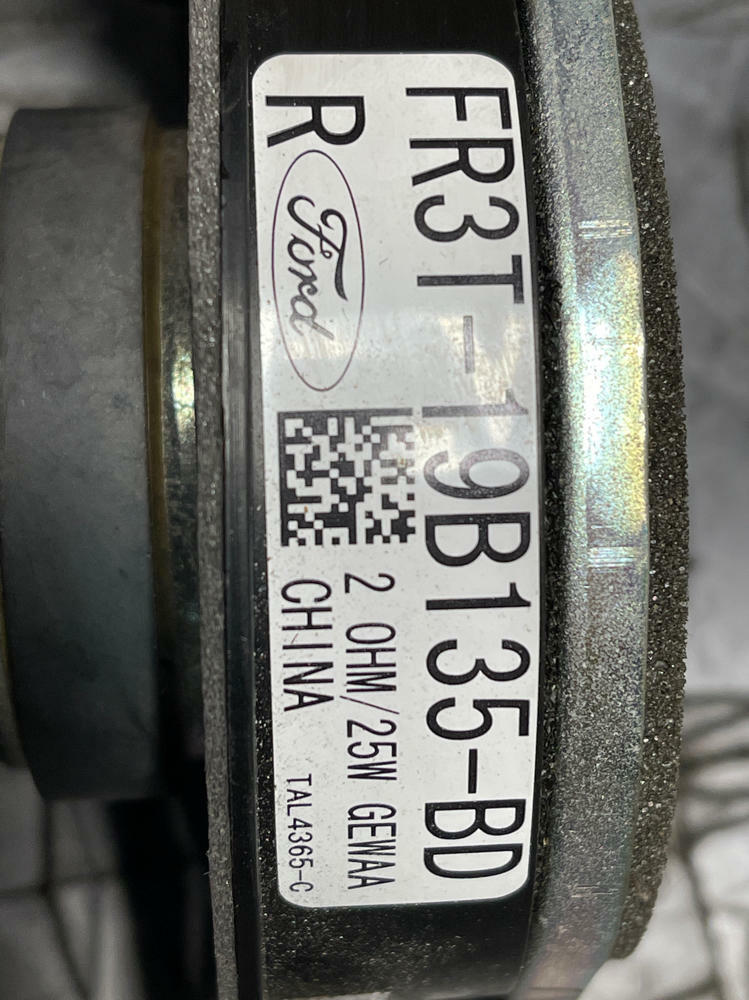 FR3T-19B135-BD
R
Ford
2 OHM/25W GEWAA
CHINA
TAL4365-C